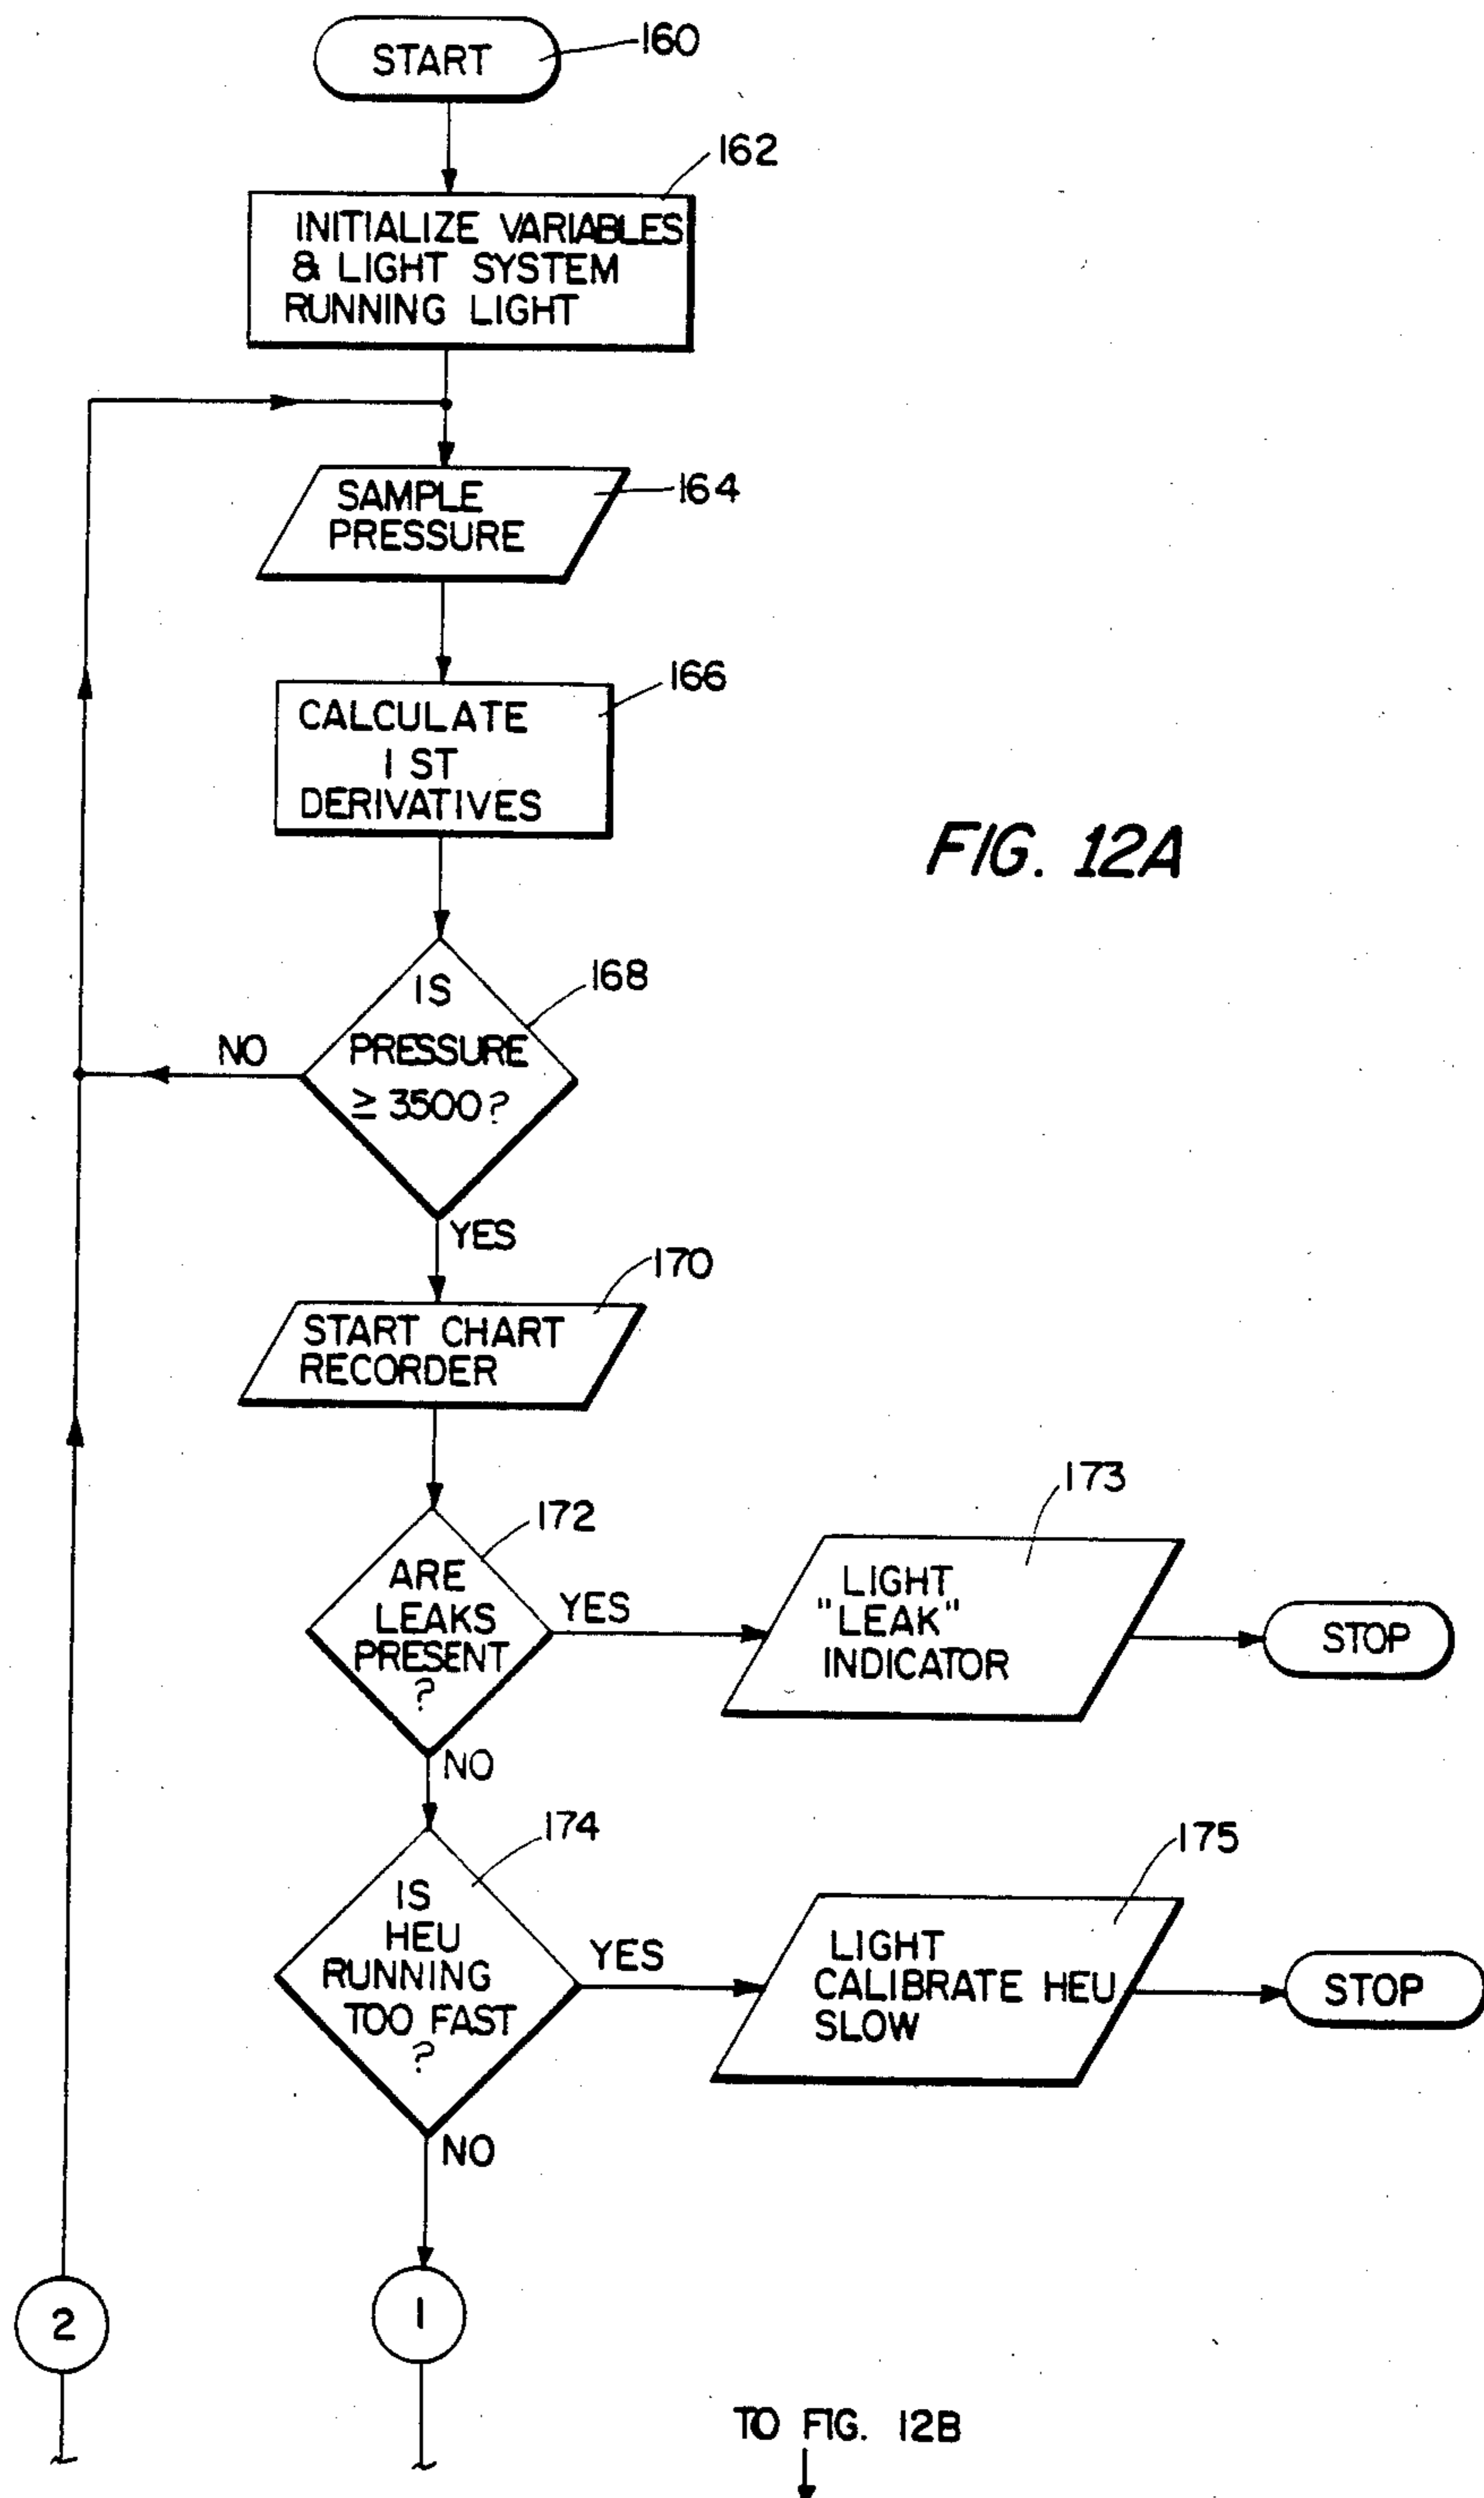 START
160
162
INITIALIZE VARIABLES
& LIGHT SYSTEM
RUNNING LIGHT
SAMPLE
PRESSURE
164
166
CALCULATE
1 ST
DERIVATIVES
FIG. 12A
168
IS
PRESSURE
≥ 3500?
NO
YES
170
START CHART
RECORDER
172
ARE
LEAKS
PRESENT
?
YES
173
LIGHT
"LEAK"
INDICATOR
STOP
NO
174
IS
HEU
RUNNING
TOO FAST
?
YES
175
LIGHT
CALIBRATE HEU
SLOW
STOP
NO
2
1
TO FIG. 12B